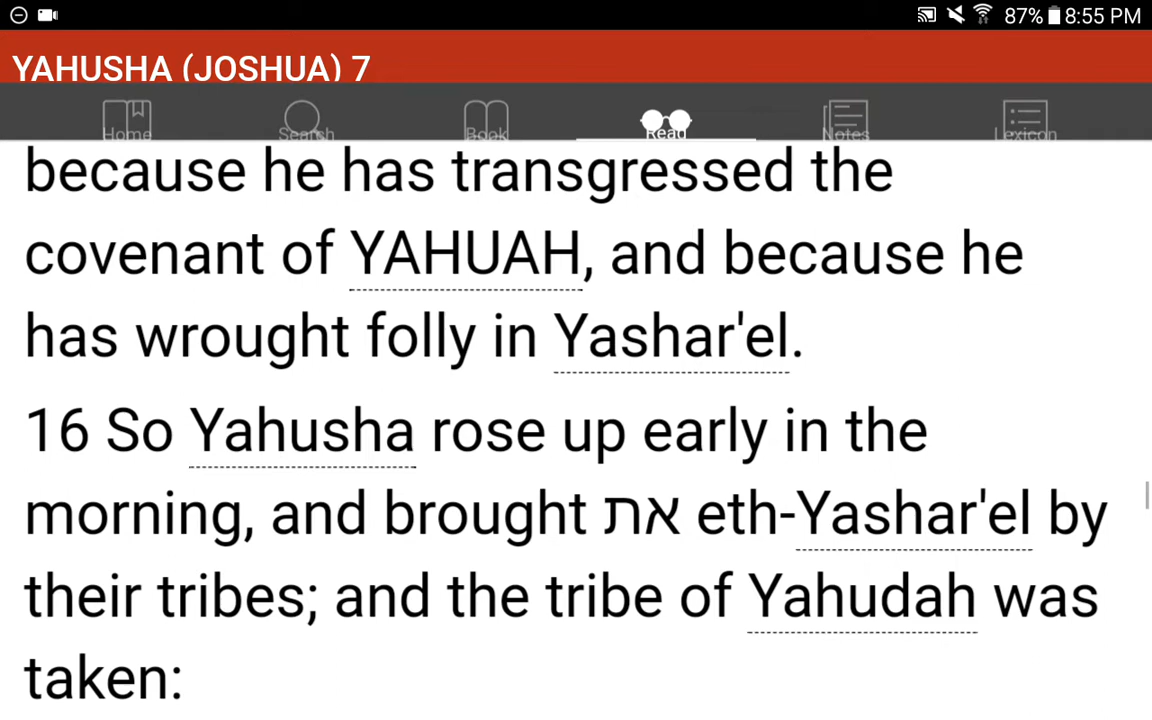 87% 8:55 PM
YAHUSHA (JOSHUA) 7
Home Search Book Read Notes Lexicon
because he has transgressed the
covenant of YAHUAH, and because he
has wrought folly in Yashar'el.
16 So Yahusha rose up early in the
morning, and brought את eth-Yashar'el by
their tribes; and the tribe of Yahudah was
taken: